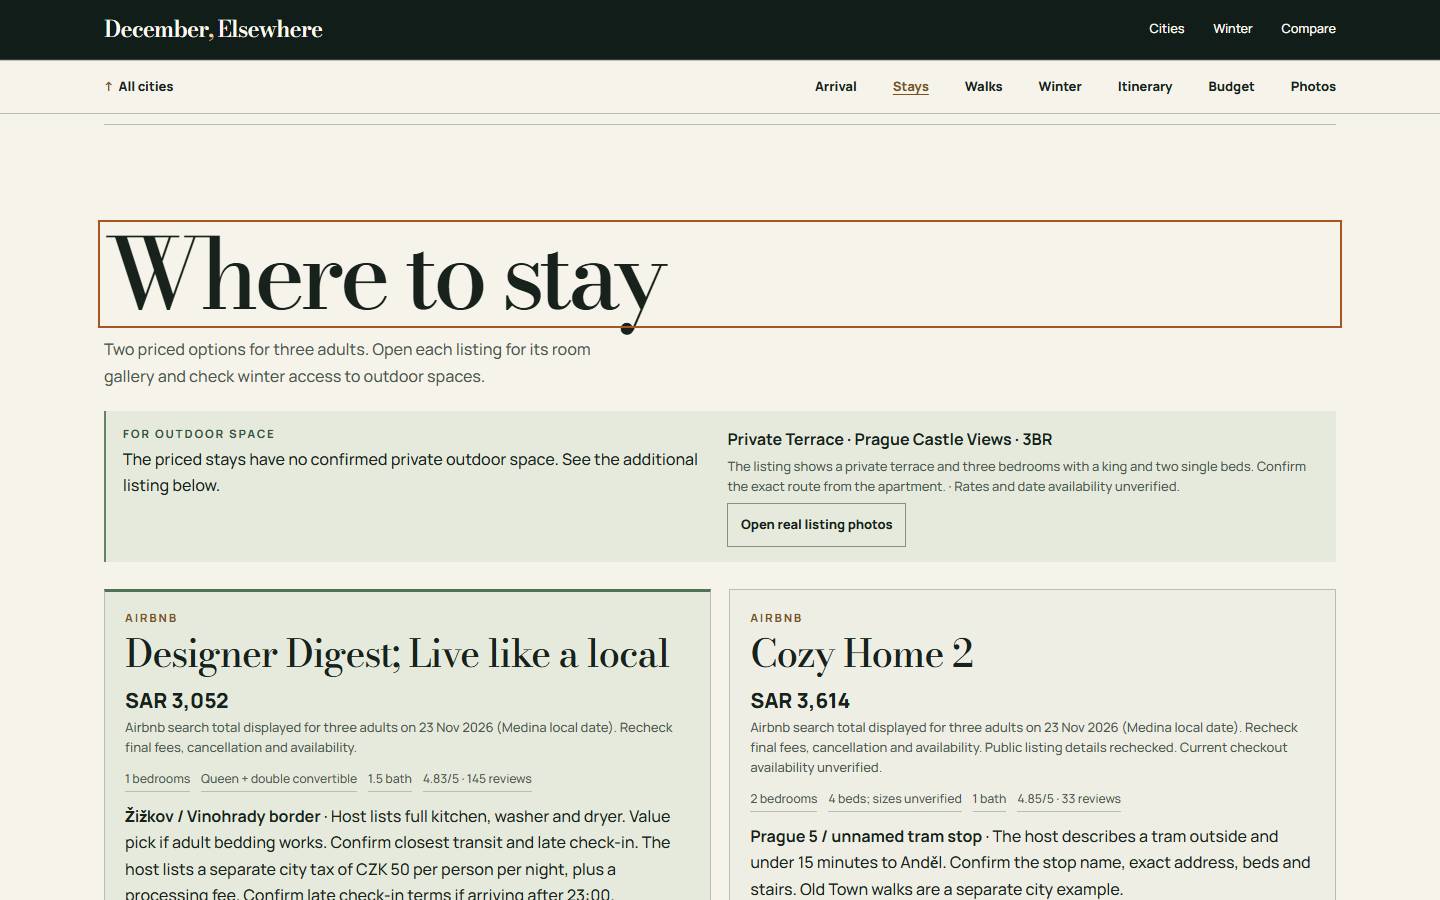 December, Elsewhere
Cities Winter Compare
↑ All cities
Arrival Stays Walks Winter Itinerary Budget Photos
Where to stay
Two priced options for three adults. Open each listing for its room
gallery and check winter access to outdoor spaces.
FOR OUTDOOR SPACE
The priced stays have no confirmed private outdoor space. See the additional
listing below.
Private Terrace · Prague Castle Views · 3BR
The listing shows a private terrace and three bedrooms with a king and two single beds. Confirm
the exact route from the apartment. · Rates and date availability unverified.
Open real listing photos
AIRBNB
Designer Digest; Live like a local
SAR 3,052
Airbnb search total displayed for three adults on 23 Nov 2026 (Medina local date). Recheck
final fees, cancellation and availability.
1 bedrooms Queen + double convertible 1.5 bath 4.83/5 · 145 reviews
Žižkov / Vinohrady border · Host lists full kitchen, washer and dryer. Value
pick if adult bedding works. Confirm closest transit and late check-in. The
host lists a separate city tax of CZK 50 per person per night, plus a
processing fee. Confirm late check-in terms if arriving after 23:00.
AIRBNB
Cozy Home 2
SAR 3,614
Airbnb search total displayed for three adults on 23 Nov 2026 (Medina local date). Recheck
final fees, cancellation and availability. Public listing details rechecked. Current checkout
availability unverified.
2 bedrooms 4 beds; sizes unverified 1 bath 4.85/5 · 33 reviews
Prague 5 / unnamed tram stop · The host describes a tram outside and
under 15 minutes to Anděl. Confirm the stop name, exact address, beds and
stairs. Old Town walks are a separate city example.